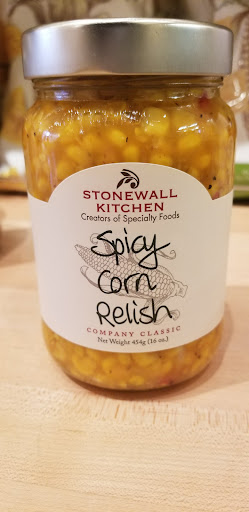 STONEWALL
KITCHEN
Creators of Specialty Foods
Spicy
Corn
Relish
COMPANY CLASSIC
Net Weight 454g (16 oz.)